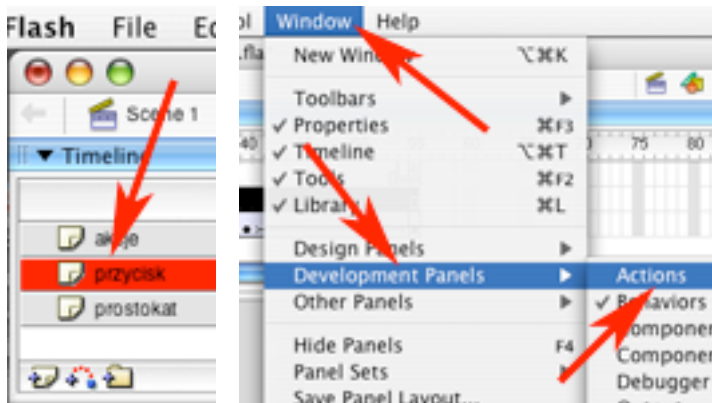 Flash File Ed
Scene 1
Timeline
akcje
przycisk
prostokat
ol Window Help
.fla
New Window ⌥⌘K
Toolbars
✓ Properties ⌘F3
✓ Timeline ⌥⌘T
✓ Tools ⌘F2
✓ Library ⌘L
40
75 80
Design Panels
Development Panels
Other Panels
Hide Panels F4
Panel Sets
Save Panel Layout...
Actions
✓ Behaviors
Componen
Componen
Debugger